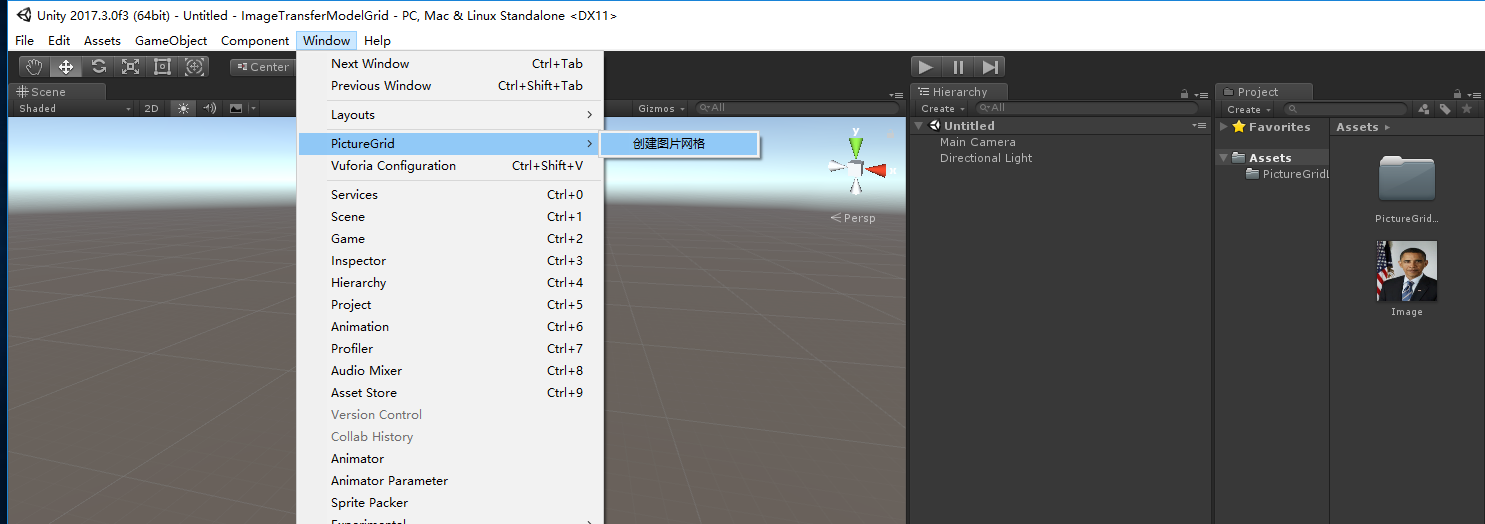 Unity 2017.3.0f3 (64bit) - Untitled - ImageTransferModelGrid - PC, Mac & Linux Standalone <DX11>
File Edit Assets GameObject Component Window Help
Center
Scene
Shaded 2D Gizmos All
Next Window Ctrl+Tab
Previous Window Ctrl+Shift+Tab
Layouts
PictureGrid 创建图片网格
Vuforia Configuration Ctrl+Shift+V
Services Ctrl+0
Scene Ctrl+1
Game Ctrl+2
Inspector Ctrl+3
Hierarchy Ctrl+4
Project Ctrl+5
Animation Ctrl+6
Profiler Ctrl+7
Audio Mixer Ctrl+8
Asset Store Ctrl+9
Version Control
Collab History
Animator
Animator Parameter
Sprite Packer
Experimental
y
x
Persp
Hierarchy
Create All
Untitled
Main Camera
Directional Light
Project
Create
Favorites
Assets
PictureGridl
Assets
PictureGrid...
Image